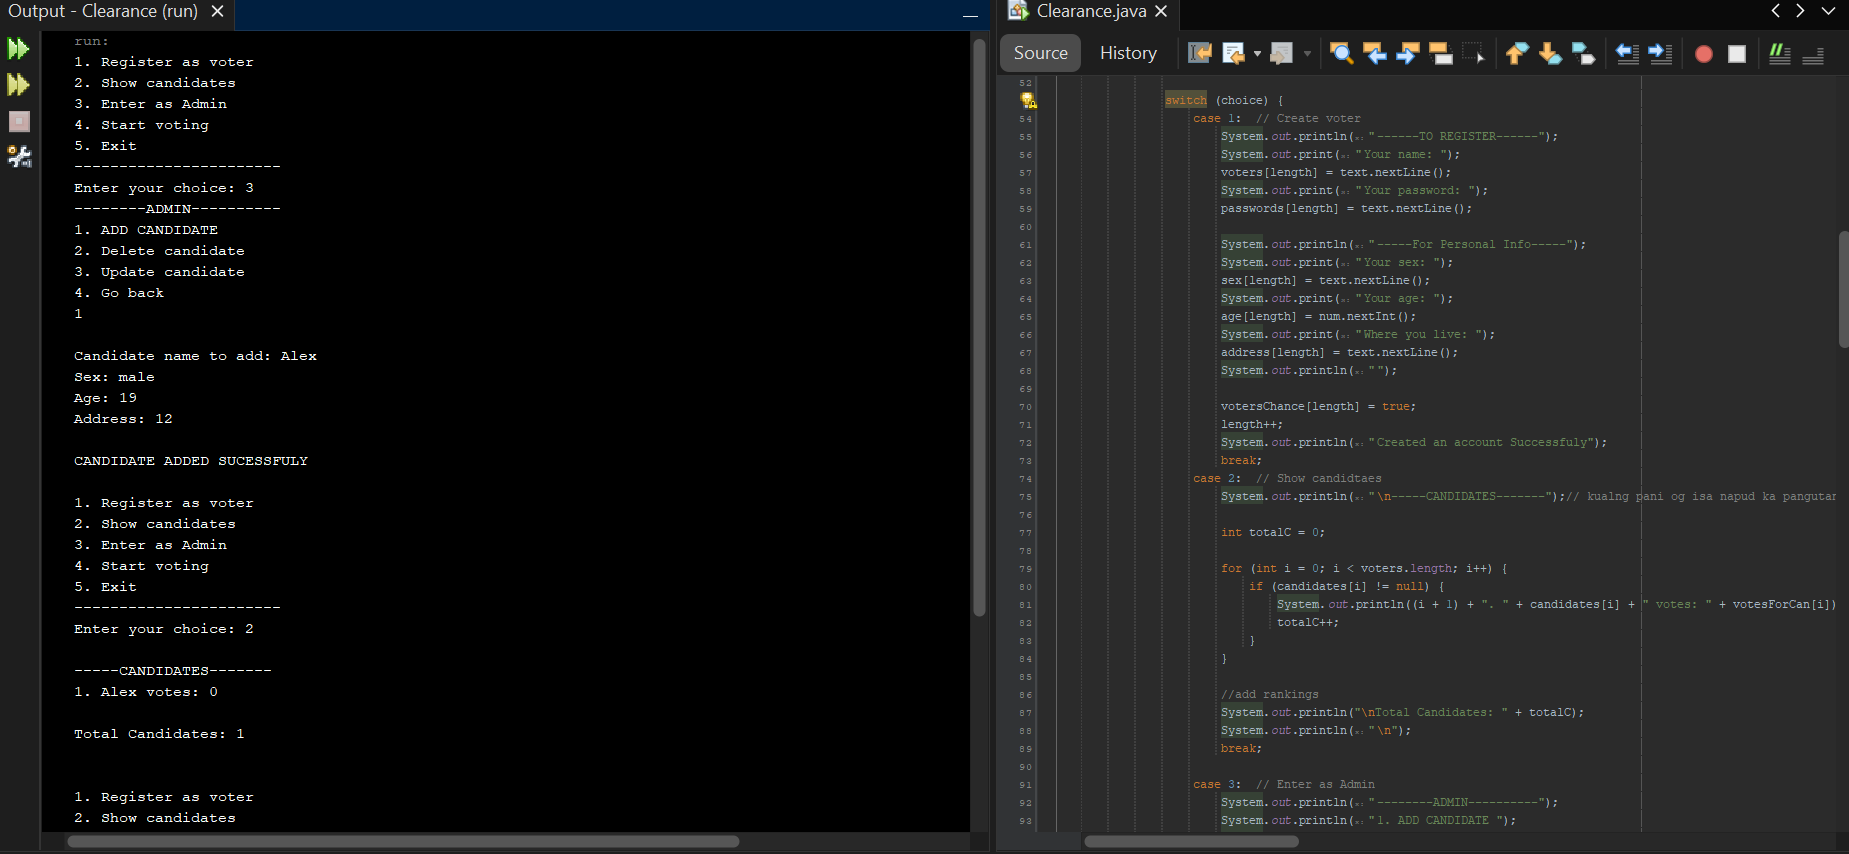 Output - Clearance (run) ×
run:
1. Register as voter
2. Show candidates
3. Enter as Admin
4. Start voting
5. Exit
-----------------------
Enter your choice: 3
--------ADMIN----------
1. ADD CANDIDATE
2. Delete candidate
3. Update candidate
4. Go back
1
Candidate name to add: Alex
Sex: male
Age: 19
Address: 12
CANDIDATE ADDED SUCESSFULY
1. Register as voter
2. Show candidates
3. Enter as Admin
4. Start voting
5. Exit
-----------------------
Enter your choice: 2
-----CANDIDATES-------
1. Alex votes: 0
Total Candidates: 1
1. Register as voter
2. Show candidates
Clearance.java ×
Source History
52
switch (choice) {
54 case 1:  // Create voter
55 System.out.println(x: "------TO REGISTER------");
56 System.out.print(s: "Your name: ");
57 voters[length] = text.nextLine();
58 System.out.print(s: "Your password: ");
59 passwords[length] = text.nextLine();
60
61 System.out.println(x: "-----For Personal Info-----");
62 System.out.print(s: "Your sex: ");
63 sex[length] = text.nextLine();
64 System.out.print(s: "Your age: ");
65 age[length] = num.nextInt();
66 System.out.print(s: "Where you live: ");
67 address[length] = text.nextLine();
68 System.out.println(x: "");
69
70 votersChance[length] = true;
71 length++;
72 System.out.println(x: "Created an account Successfuly");
73 break;
74 case 2:  // Show candidtaes
75 System.out.println(x: "\n-----CANDIDATES-------");// kualng pani og isa napud ka pangutan
76
77 int totalC = 0;
78
79 for (int i = 0; i < voters.length; i++) {
80 if (candidates[i] != null) {
81 System.out.println((i + 1) + ". " + candidates[i] + " votes: " + votesForCan[i])
82 totalC++;
83 }
84 }
85
86 //add rankings
87 System.out.println("\nTotal Candidates: " + totalC);
88 System.out.println(x: "\n");
89 break;
90
91 case 3:  // Enter as Admin
92 System.out.println(x: "--------ADMIN----------");
93 System.out.println(x: "1. ADD CANDIDATE ");